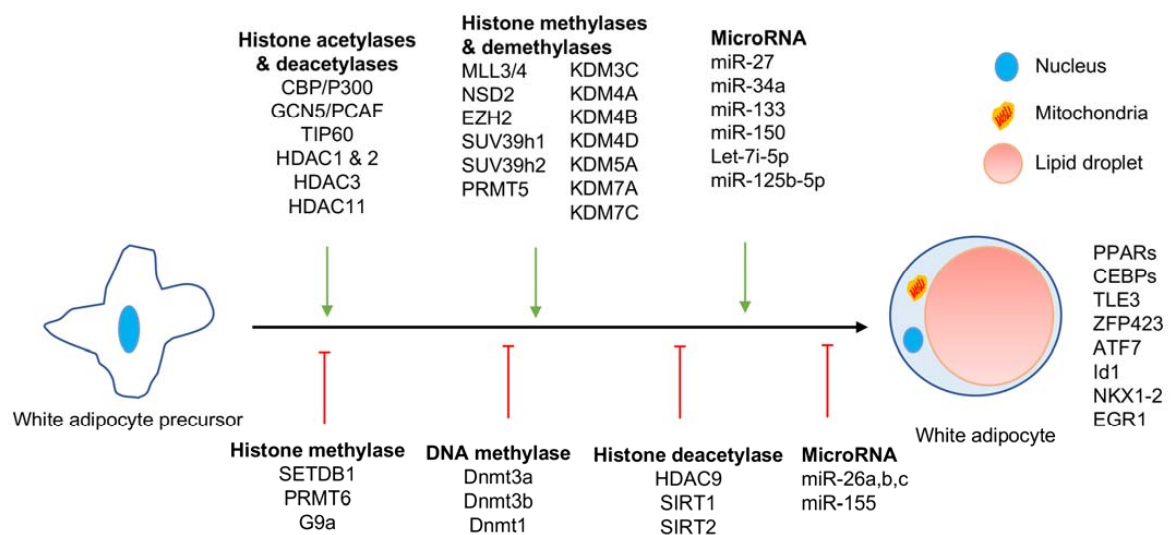 Histone acetylases
& deacetylases
CBP/P300
GCN5/PCAF
TIP60
HDAC1 & 2
HDAC3
HDAC11
Histone methylases
& demethylases
MLL3/4
NSD2
EZH2
SUV39h1
SUV39h2
PRMT5
KDM3C
KDM4A
KDM4B
KDM4D
KDM5A
KDM7A
KDM7C
MicroRNA
miR-27
miR-34a
miR-133
miR-150
Let-7i-5p
miR-125b-5p
Nucleus
Mitochondria
Lipid droplet
White adipocyte precursor
White adipocyte
PPARs
CEBPs
TLE3
ZFP423
ATF7
Id1
NKX1-2
EGR1
Histone methylase
SETDB1
PRMT6
G9a
DNA methylase
Dnmt3a
Dnmt3b
Dnmt1
Histone deacetylase
HDAC9
SIRT1
SIRT2
MicroRNA
miR-26a,b,c
miR-155